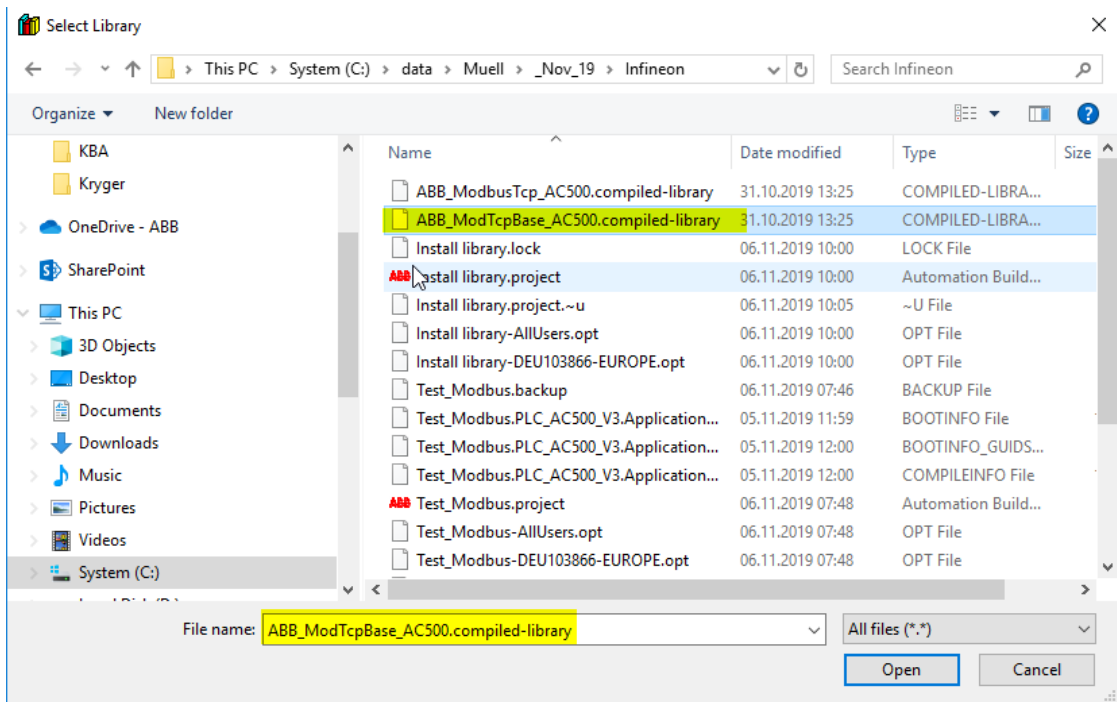 Select Library
This PC > System (C:) > data > Muell > _Nov_19 > Infineon
Search Infineon
Organize
New folder
KBA
Kryger
OneDrive - ABB
SharePoint
This PC
3D Objects
Desktop
Documents
Downloads
Music
Pictures
Videos
System (C:)
Name Date modified Type Size
ABB_ModbusTcp_AC500.compiled-library 31.10.2019 13:25 COMPILED-LIBRA...
ABB_ModTcpBase_AC500.compiled-library 31.10.2019 13:25 COMPILED-LIBRA...
Install library.lock 06.11.2019 10:00 LOCK File
ABB Install library.project 06.11.2019 10:00 Automation Build...
Install library.project.~u 06.11.2019 10:05 ~U File
Install library-AllUsers.opt 06.11.2019 10:00 OPT File
Install library-DEU103866-EUROPE.opt 06.11.2019 10:00 OPT File
Test_Modbus.backup 06.11.2019 07:46 BACKUP File
Test_Modbus.PLC_AC500_V3.Application... 05.11.2019 11:59 BOOTINFO File
Test_Modbus.PLC_AC500_V3.Application... 05.11.2019 12:00 BOOTINFO_GUIDS...
Test_Modbus.PLC_AC500_V3.Application... 05.11.2019 12:00 COMPILEINFO File
ABB Test_Modbus.project 06.11.2019 07:48 Automation Build...
Test_Modbus-AllUsers.opt 06.11.2019 07:48 OPT File
Test_Modbus-DEU103866-EUROPE.opt 06.11.2019 07:48 OPT File
File name: ABB_ModTcpBase_AC500.compiled-library
All files (*.*)
Open
Cancel